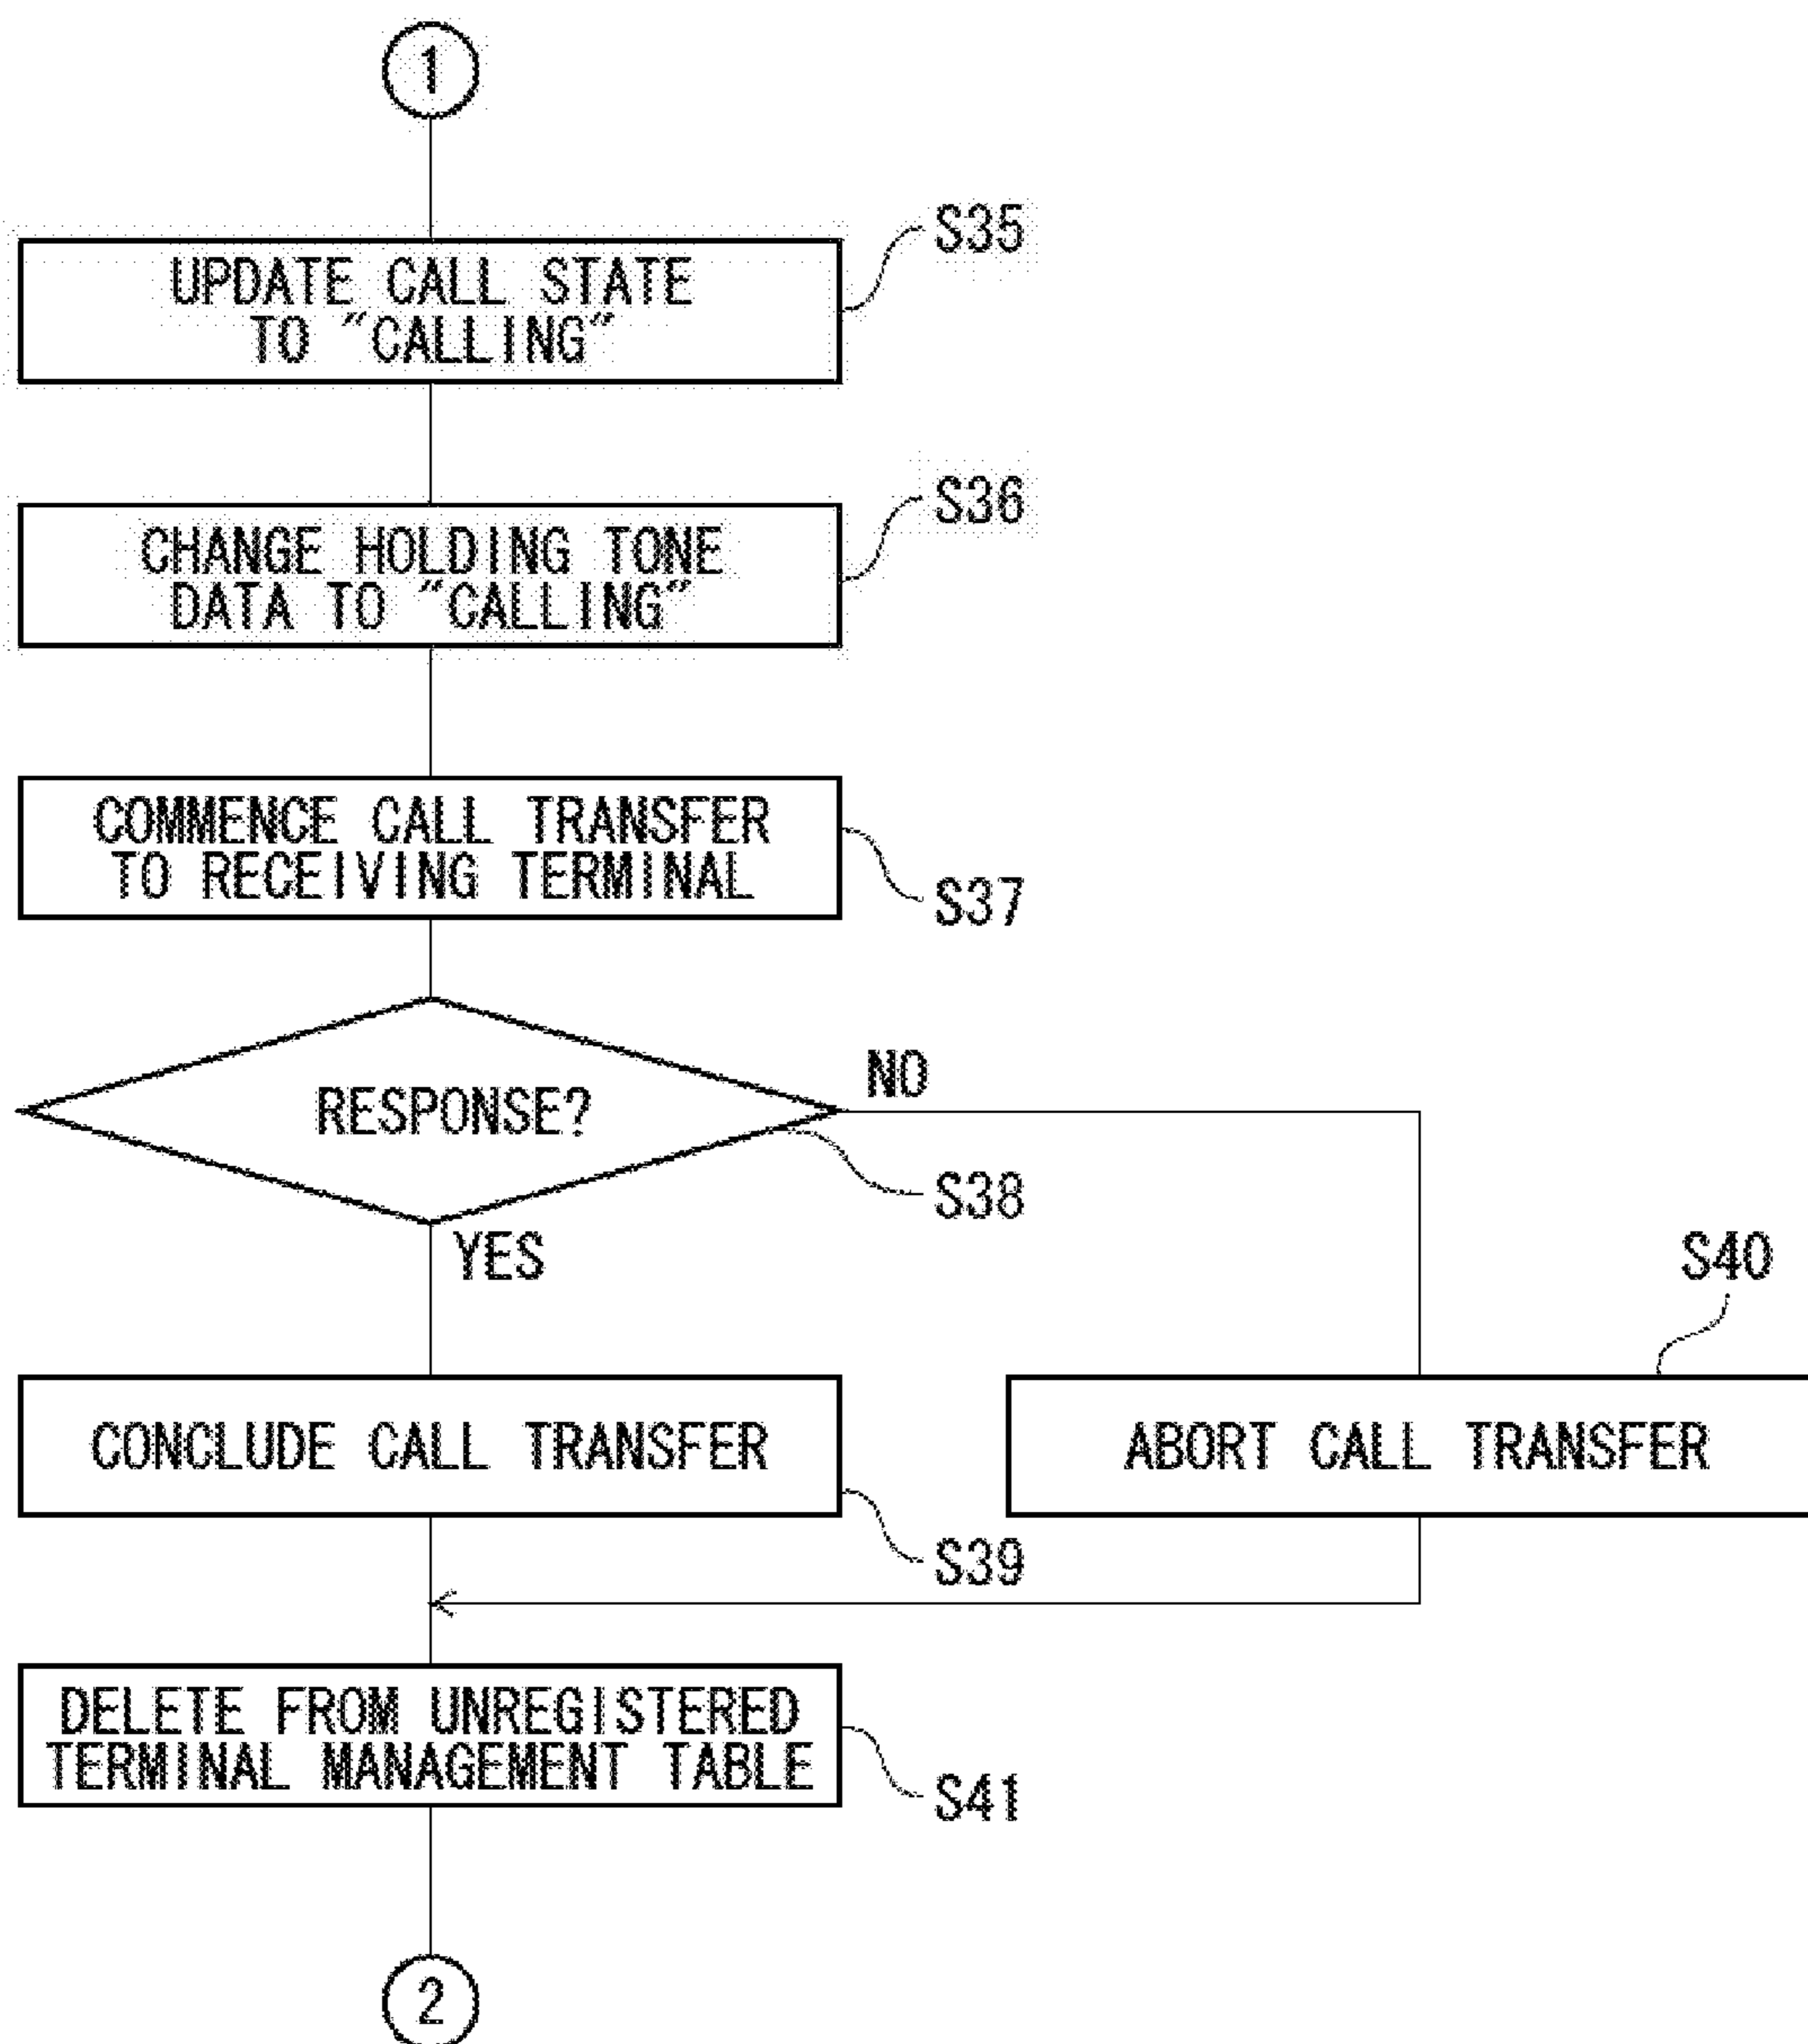 1
S35
UPDATE CALL STATE
TO "CALLING"
S36
CHANGE HOLDING TONE
DATA TO "CALLING"
COMMENCE CALL TRANSFER
TO RECEIVING TERMINAL
S37
NO
RESPONSE?
S38
YES
S40
CONCLUDE CALL TRANSFER
ABORT CALL TRANSFER
S39
DELETE FROM UNREGISTERED
TERMINAL MANAGEMENT TABLE
S41
2